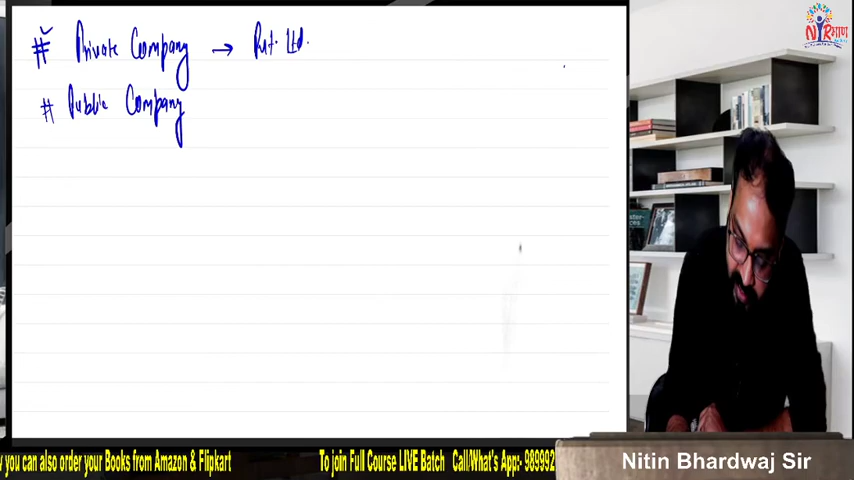 # Private Company → Pvt. Ltd.
# Public Company
NIRमाण
w you can also order your Books from Amazon & Flipkart To join Full Course LIVE Batch Call/What's App:- 989992
Nitin Bhardwaj Sir